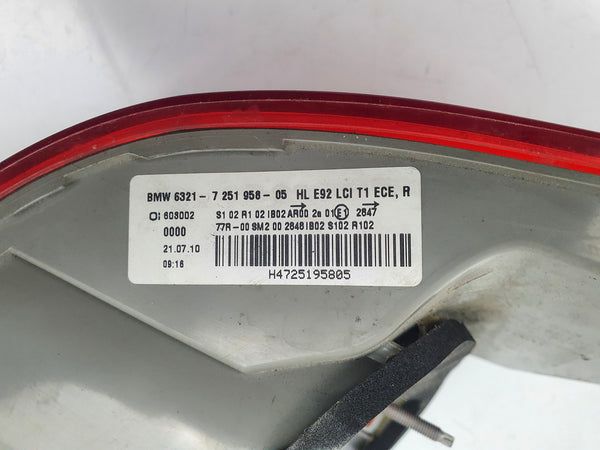 BMW 6321- 7 251 958 - 05 HL E92 LCI T1 ECE, R
608002 S1 02 R1 02 IB02 AR00 2a 01 E1 2847
0000 77R-00 SM2 00 2848 IB02 S102 R102
21.07.10
09:16
H4725195805